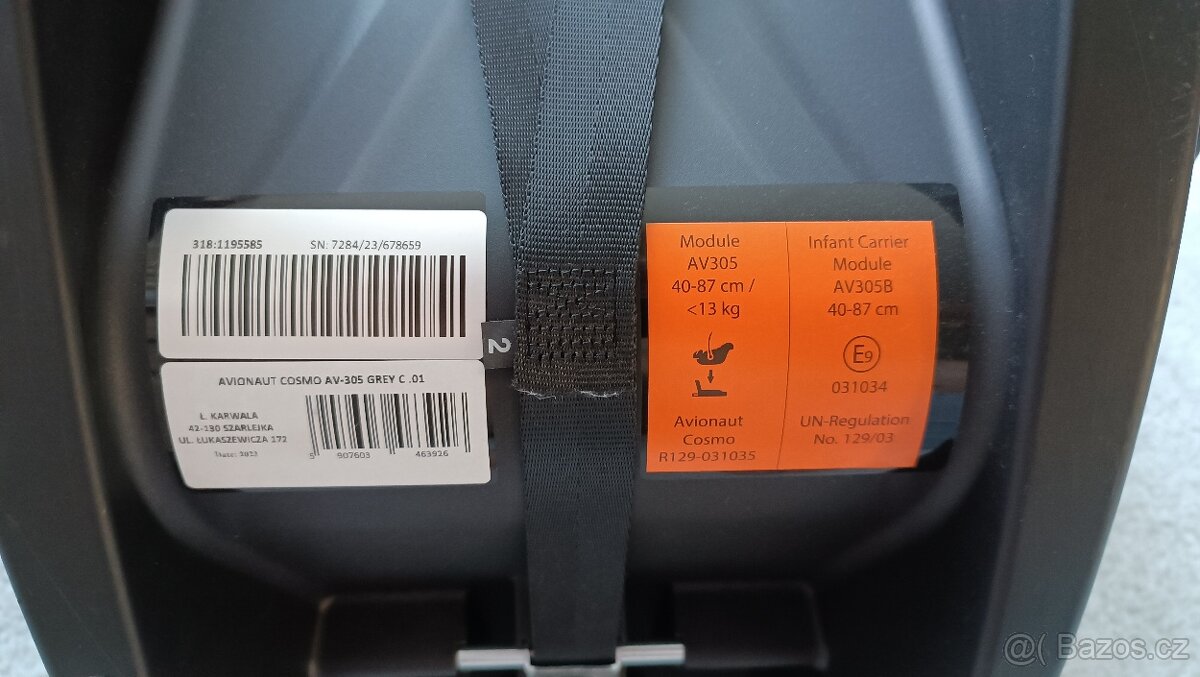 318:1195585 SN: 7284/23/678659
AVIONAUT COSMO AV-305 GREY C .01
Ł. KARWALA
42-130 SZARLEJKA
UL. ŁUKASZEWICZA 172
5 907603 463926
2
Module
AV305
40-87 cm /
<13 kg
Avionaut
Cosmo
R129-031035
Infant Carrier
Module
AV305B
40-87 cm
E9
031034
UN-Regulation
No. 129/03
@( Bazos.cz